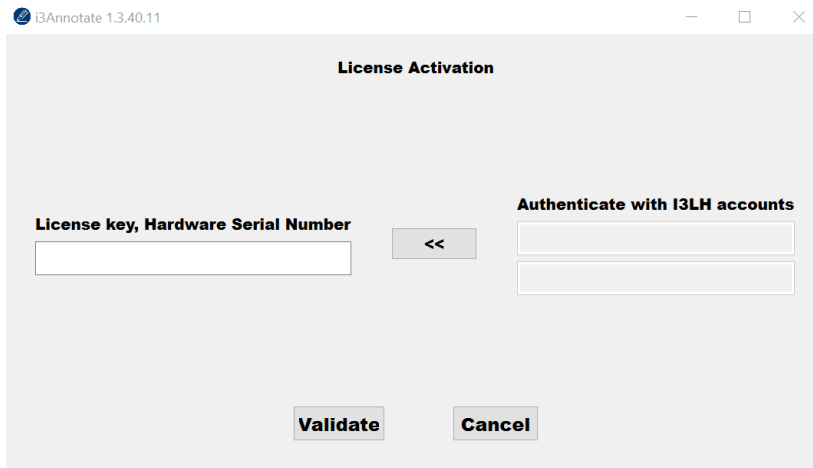 i3Annotate 1.3.40.11
License Activation
Authenticate with I3LH accounts
License key, Hardware Serial Number
<<
Validate
Cancel